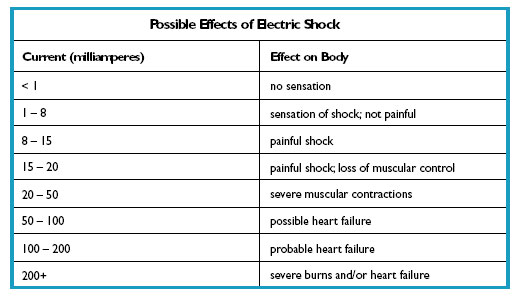 Possible Effects of Electric Shock
Current (milliamperes) Effect on Body
< 1 no sensation
1 – 8 sensation of shock; not painful
8 – 15 painful shock
15 – 20 painful shock; loss of muscular control
20 – 50 severe muscular contractions
50 – 100 possible heart failure
100 – 200 probable heart failure
200+ severe burns and/or heart failure